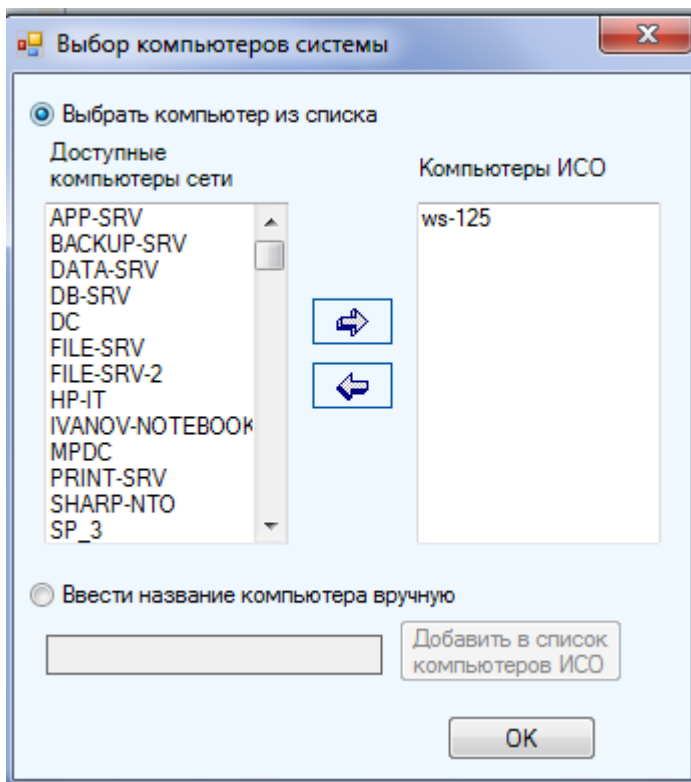 Выбор компьютеров системы
Выбрать компьютер из списка
Доступные
компьютеры сети
Компьютеры ИСО
APP-SRV
BACKUP-SRV
DATA-SRV
DB-SRV
DC
FILE-SRV
FILE-SRV-2
HP-IT
IVANOV-NOTEBOOK
MPDC
PRINT-SRV
SHARP-NTO
SP_3
ws-125
Ввести название компьютера вручную
Добавить в список
компьютеров ИСО
OK